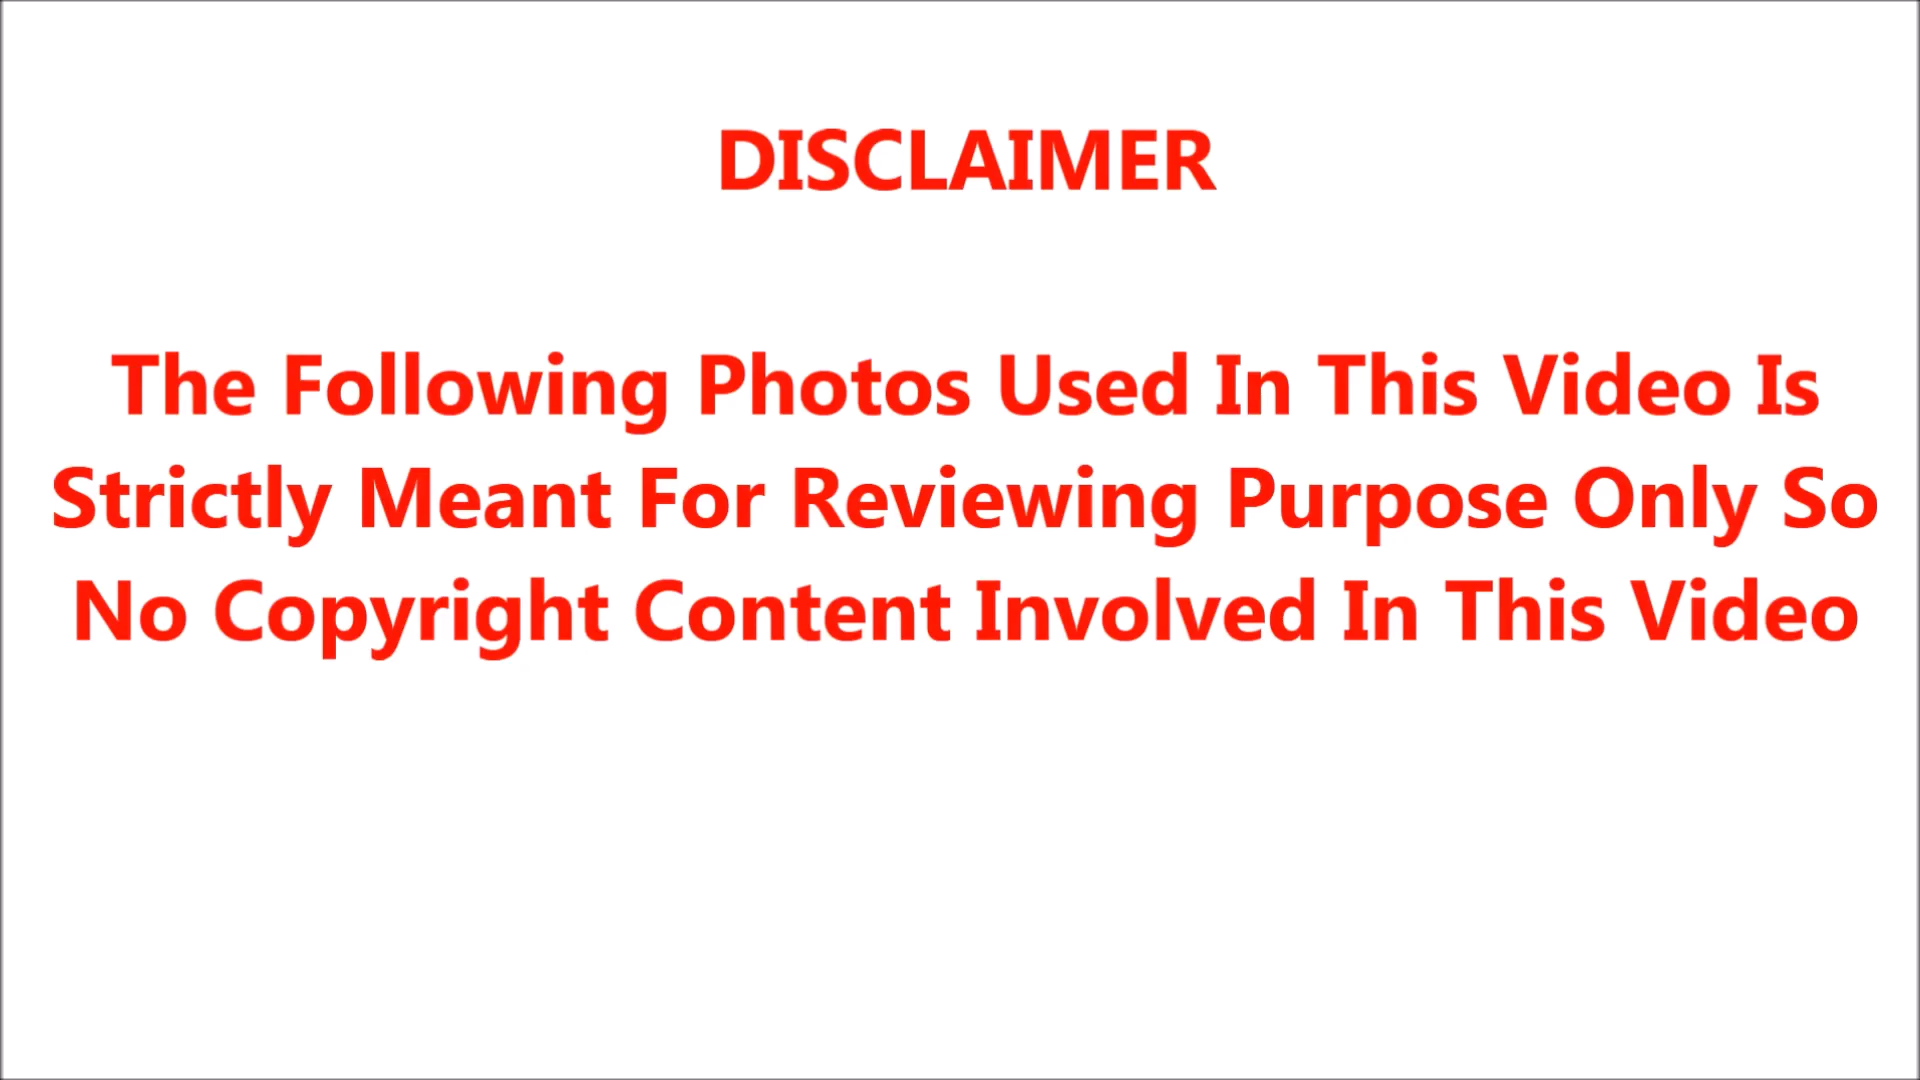 DISCLAIMER
The Following Photos Used In This Video Is
Strictly Meant For Reviewing Purpose Only So
No Copyright Content Involved In This Video